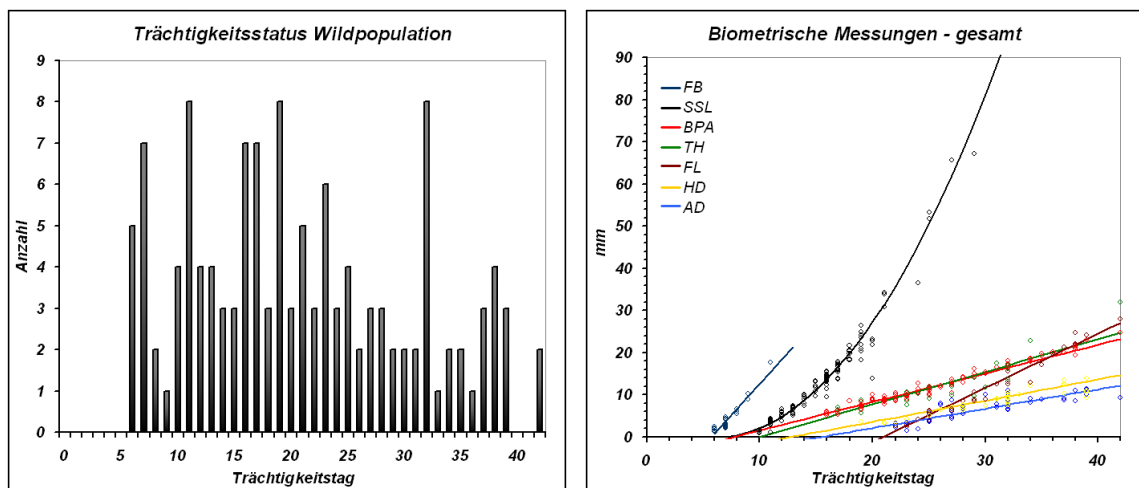 Trächtigkeitsstatus Wildpopulation
9
8
7
6
5
4
3
2
1
0
Anzahl
0 5 10 15 20 25 30 35 40
Trächtigkeitstag
Biometrische Messungen - gesamt
90
80
70
60
50
40
30
20
10
0
mm
FB
SSL
BPA
TH
FL
HD
AD
0 10 20 30 40
Trächtigkeitstag